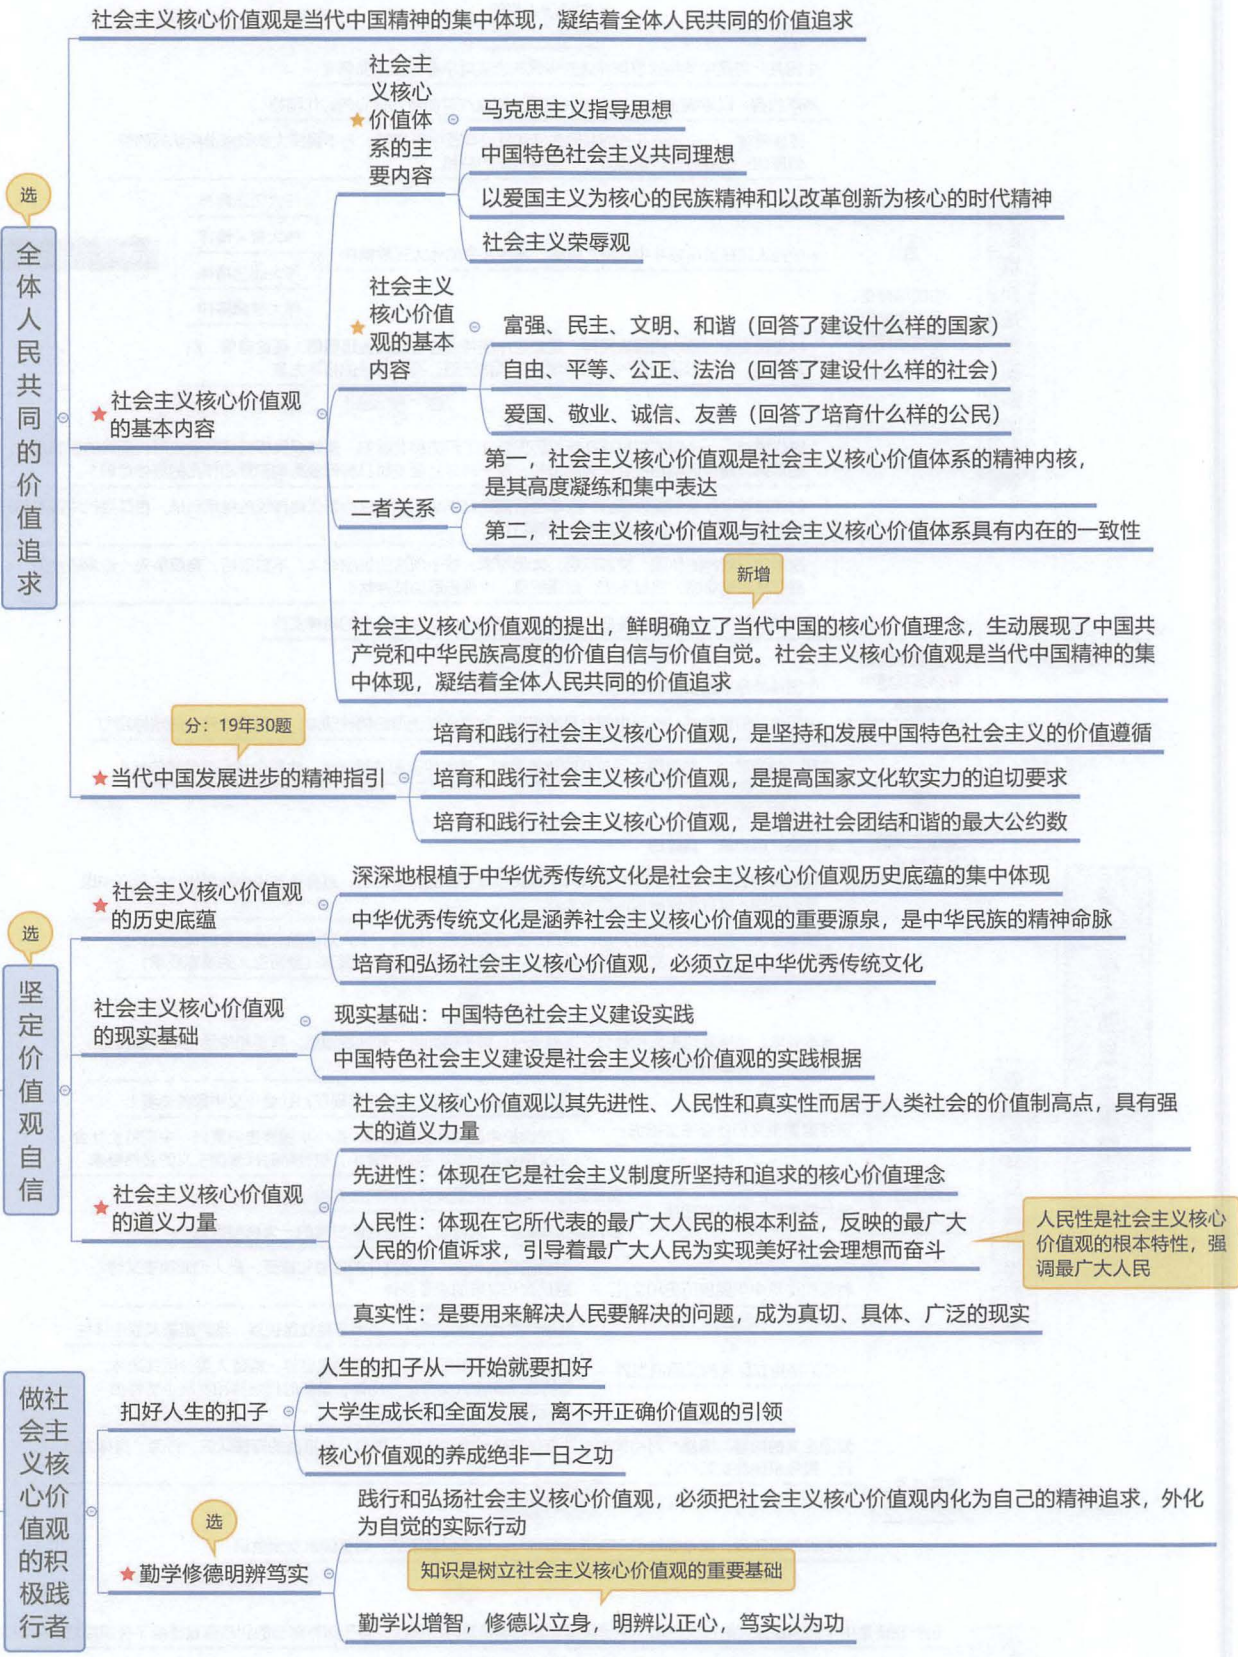 社会主义核心价值观是当代中国精神的集中体现，凝结着全体人民共同的价值追求
选
全体人民共同的价值追求
★社会主义核心价值观
的基本内容
社会主
义核心
★价值体
系的主
要内容
马克思主义指导思想
中国特色社会主义共同理想
以爱国主义为核心的民族精神和以改革创新为核心的时代精神
社会主义荣辱观
社会主义
核心价值
★观的基本
内容
富强、民主、文明、和谐（回答了建设什么样的国家）
自由、平等、公正、法治（回答了建设什么样的社会）
爱国、敬业、诚信、友善（回答了培育什么样的公民）
二者关系
第一，社会主义核心价值观是社会主义核心价值体系的精神内核，
是其高度凝练和集中表达
第二，社会主义核心价值观与社会主义核心价值体系具有内在的一致性
新增
社会主义核心价值观的提出，鲜明确立了当代中国的核心价值理念，生动展现了中国共
产党和中华民族高度的价值自信与价值自觉。社会主义核心价值观是当代中国精神的集
中体现，凝结着全体人民共同的价值追求
分：19年30题
★当代中国发展进步的精神指引
培育和践行社会主义核心价值观，是坚持和发展中国特色社会主义的价值遵循
培育和践行社会主义核心价值观，是提高国家文化软实力的迫切要求
培育和践行社会主义核心价值观，是增进社会团结和谐的最大公约数
选
坚定价值观自信
★社会主义核心价值观
的历史底蕴
深深地根植于中华优秀传统文化是社会主义核心价值观历史底蕴的集中体现
中华优秀传统文化是涵养社会主义核心价值观的重要源泉，是中华民族的精神命脉
培育和弘扬社会主义核心价值观，必须立足中华优秀传统文化
社会主义核心价值观
的现实基础
现实基础：中国特色社会主义建设实践
中国特色社会主义建设是社会主义核心价值观的实践根据
★社会主义核心价值观
的道义力量
社会主义核心价值观以其先进性、人民性和真实性而居于人类社会的价值制高点，具有强
大的道义力量
先进性：体现在它是社会主义制度所坚持和追求的核心价值理念
人民性：体现在它所代表的最广大人民的根本利益，反映的最广大
人民的价值诉求，引导着最广大人民为实现美好社会理想而奋斗
人民性是社会主义核心
价值观的根本特性，强
调最广大人民
真实性：是要用来解决人民要解决的问题，成为真切、具体、广泛的现实
做社会主义核心价值观的积极践行者
扣好人生的扣子
人生的扣子从一开始就要扣好
大学生成长和全面发展，离不开正确价值观的引领
核心价值观的养成绝非一日之功
选
★勤学修德明辨笃实
践行和弘扬社会主义核心价值观，必须把社会主义核心价值观内化为自己的精神追求，外化
为自觉的实际行动
知识是树立社会主义核心价值观的重要基础
勤学以增智，修德以立身，明辨以正心，笃实以为功